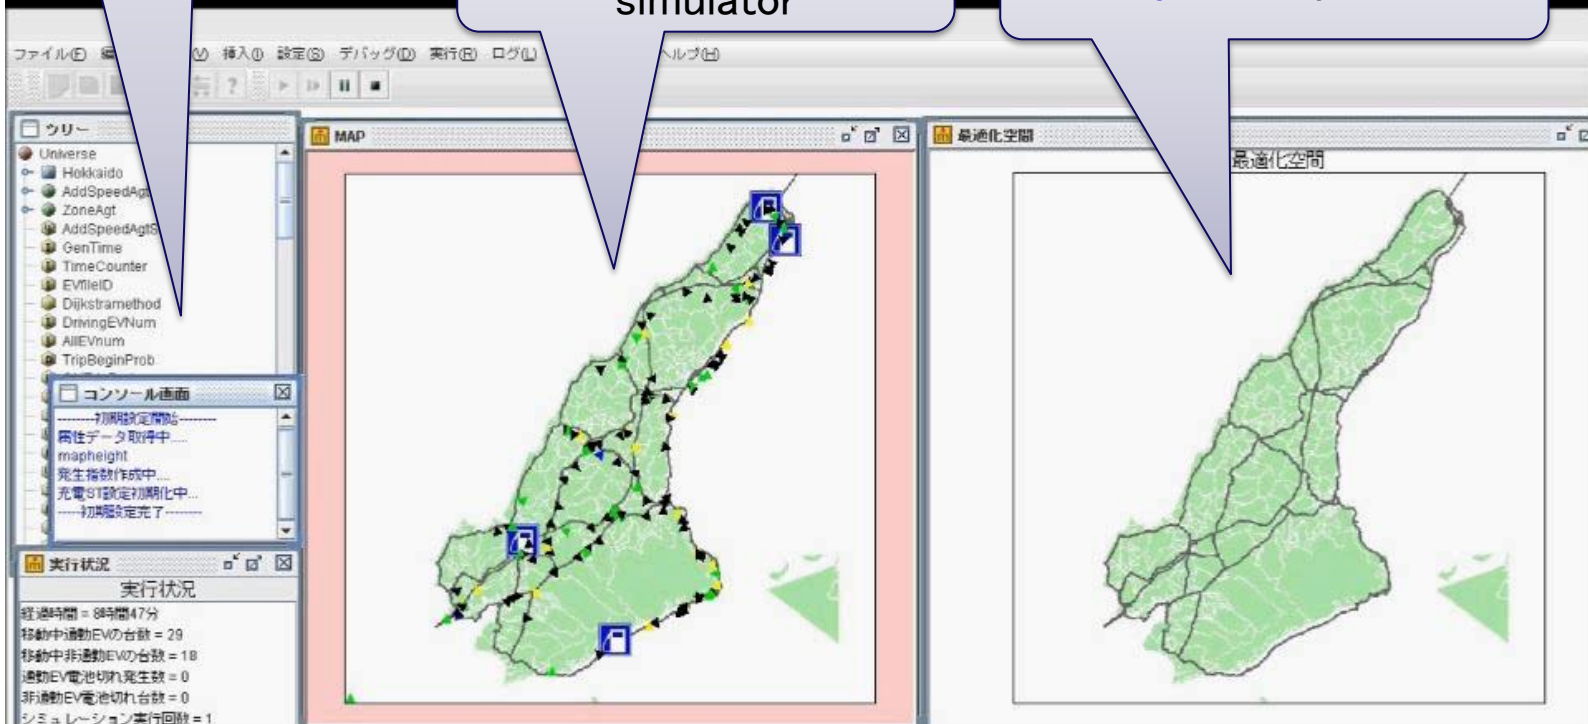 simulator
ファイル(F) (V) 挿入(I) 設定(S) デバッグ(D) 実行(R) ログ(L) ヘルプ(H)
ツリー
Universe
Hokkaido
AddSpeedAgt
ZoneAgt
AddSpeedAgtS
GenTime
TimeCounter
EVfileID
Dijkstramethod
DrivingEVNum
AllEVnum
TripBeginProb
コンソール画面
--------初期設定開始--------
属性データ取得中....
mapheight
発生指数作成中....
充電ST設定初期化中...
-----初期設定完了--------
実行状況
実行状況
経過時間 = 8時間47分
移動中通勤EVの台数 = 29
移動中非通勤EVの台数 = 18
通勤EV電池切れ発生数 = 0
非通勤EV電池切れ台数 = 0
シミュレーション実行回数 = 1
MAP
最適化空間
最適化空間